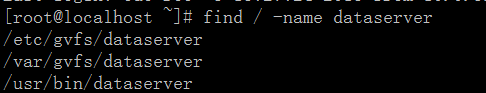 [root@localhost ~]# find / -name dataserver
/etc/gvfs/dataserver
/var/gvfs/dataserver
/usr/bin/dataserver